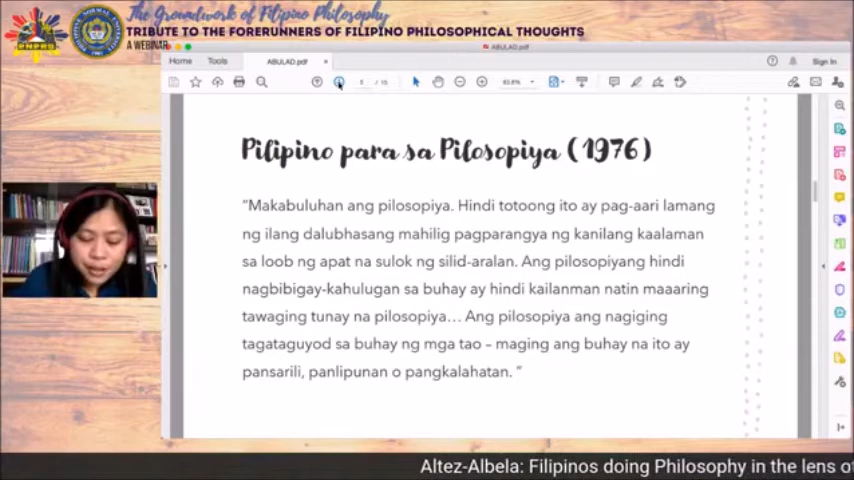 The Groundwork of Filipino Philosophy
TRIBUTE TO THE FORERUNNERS OF FILIPINO PHILOSOPHICAL THOUGHTS
A WEBINAR
ABULAD.pdf
Home Tools ABULAD.pdf × Sign In
5 / 15 83.8%
Pilipino para sa Pilosopiya (1976)
“Makabuluhan ang pilosopiya. Hindi totoong ito ay pag-aari lamang
ng ilang dalubhasang mahilig pagparangya ng kanilang kaalaman
sa loob ng apat na sulok ng silid-aralan. Ang pilosopiyang hindi
nagbibigay-kahulugan sa buhay ay hindi kailanman natin maaaring
tawaging tunay na pilosopiya… Ang pilosopiya ang nagiging
tagataguyod sa buhay ng mga tao – maging ang buhay na ito ay
pansarili, panlipunan o pangkalahatan. ”
Altez-Albela: Filipinos doing Philosophy in the lens of